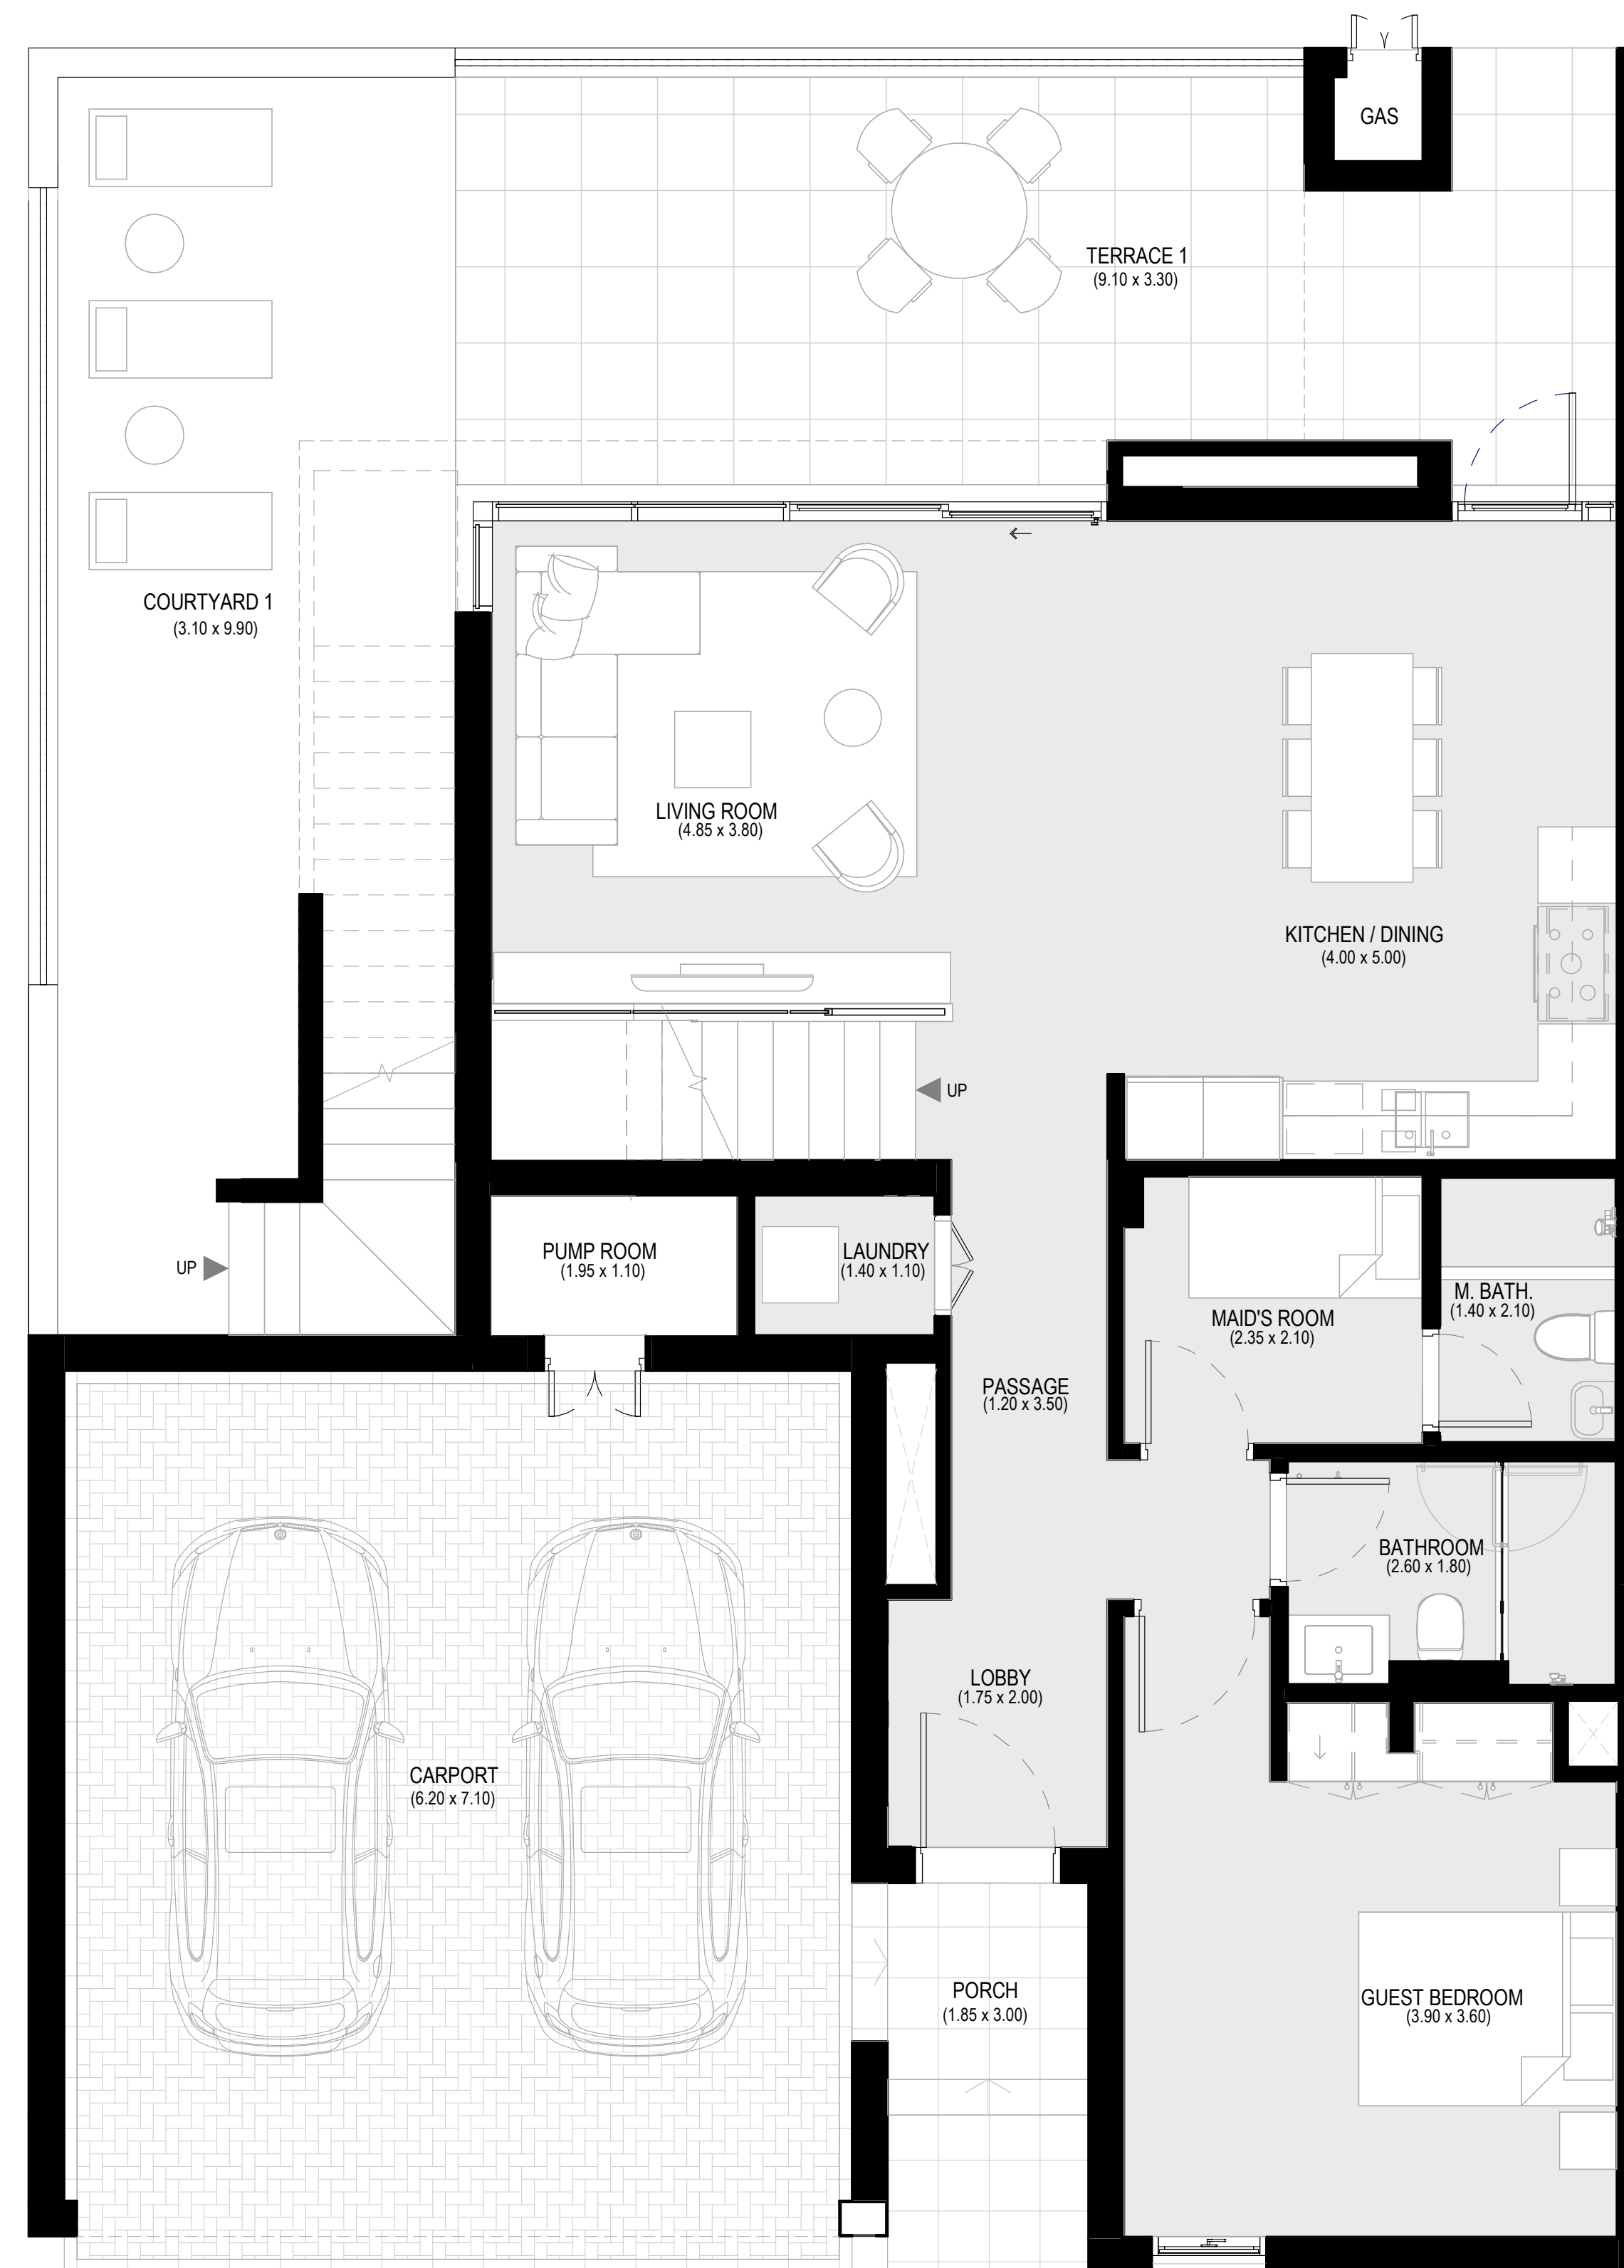 GAS
TERRACE 1
(9.10 x 3.30)
COURTYARD 1
(3.10 x 9.90)
LIVING ROOM
(4.85 x 3.80)
KITCHEN / DINING
(4.00 x 5.00)
UP
UP
PUMP ROOM
(1.95 x 1.10)
LAUNDRY
(1.40 x 1.10)
MAID'S ROOM
(2.35 x 2.10)
M. BATH.
(1.40 x 2.10)
PASSAGE
(1.20 x 3.50)
BATHROOM
(2.60 x 1.80)
LOBBY
(1.75 x 2.00)
CARPORT
(6.20 x 7.10)
PORCH
(1.85 x 3.00)
GUEST BEDROOM
(3.90 x 3.60)